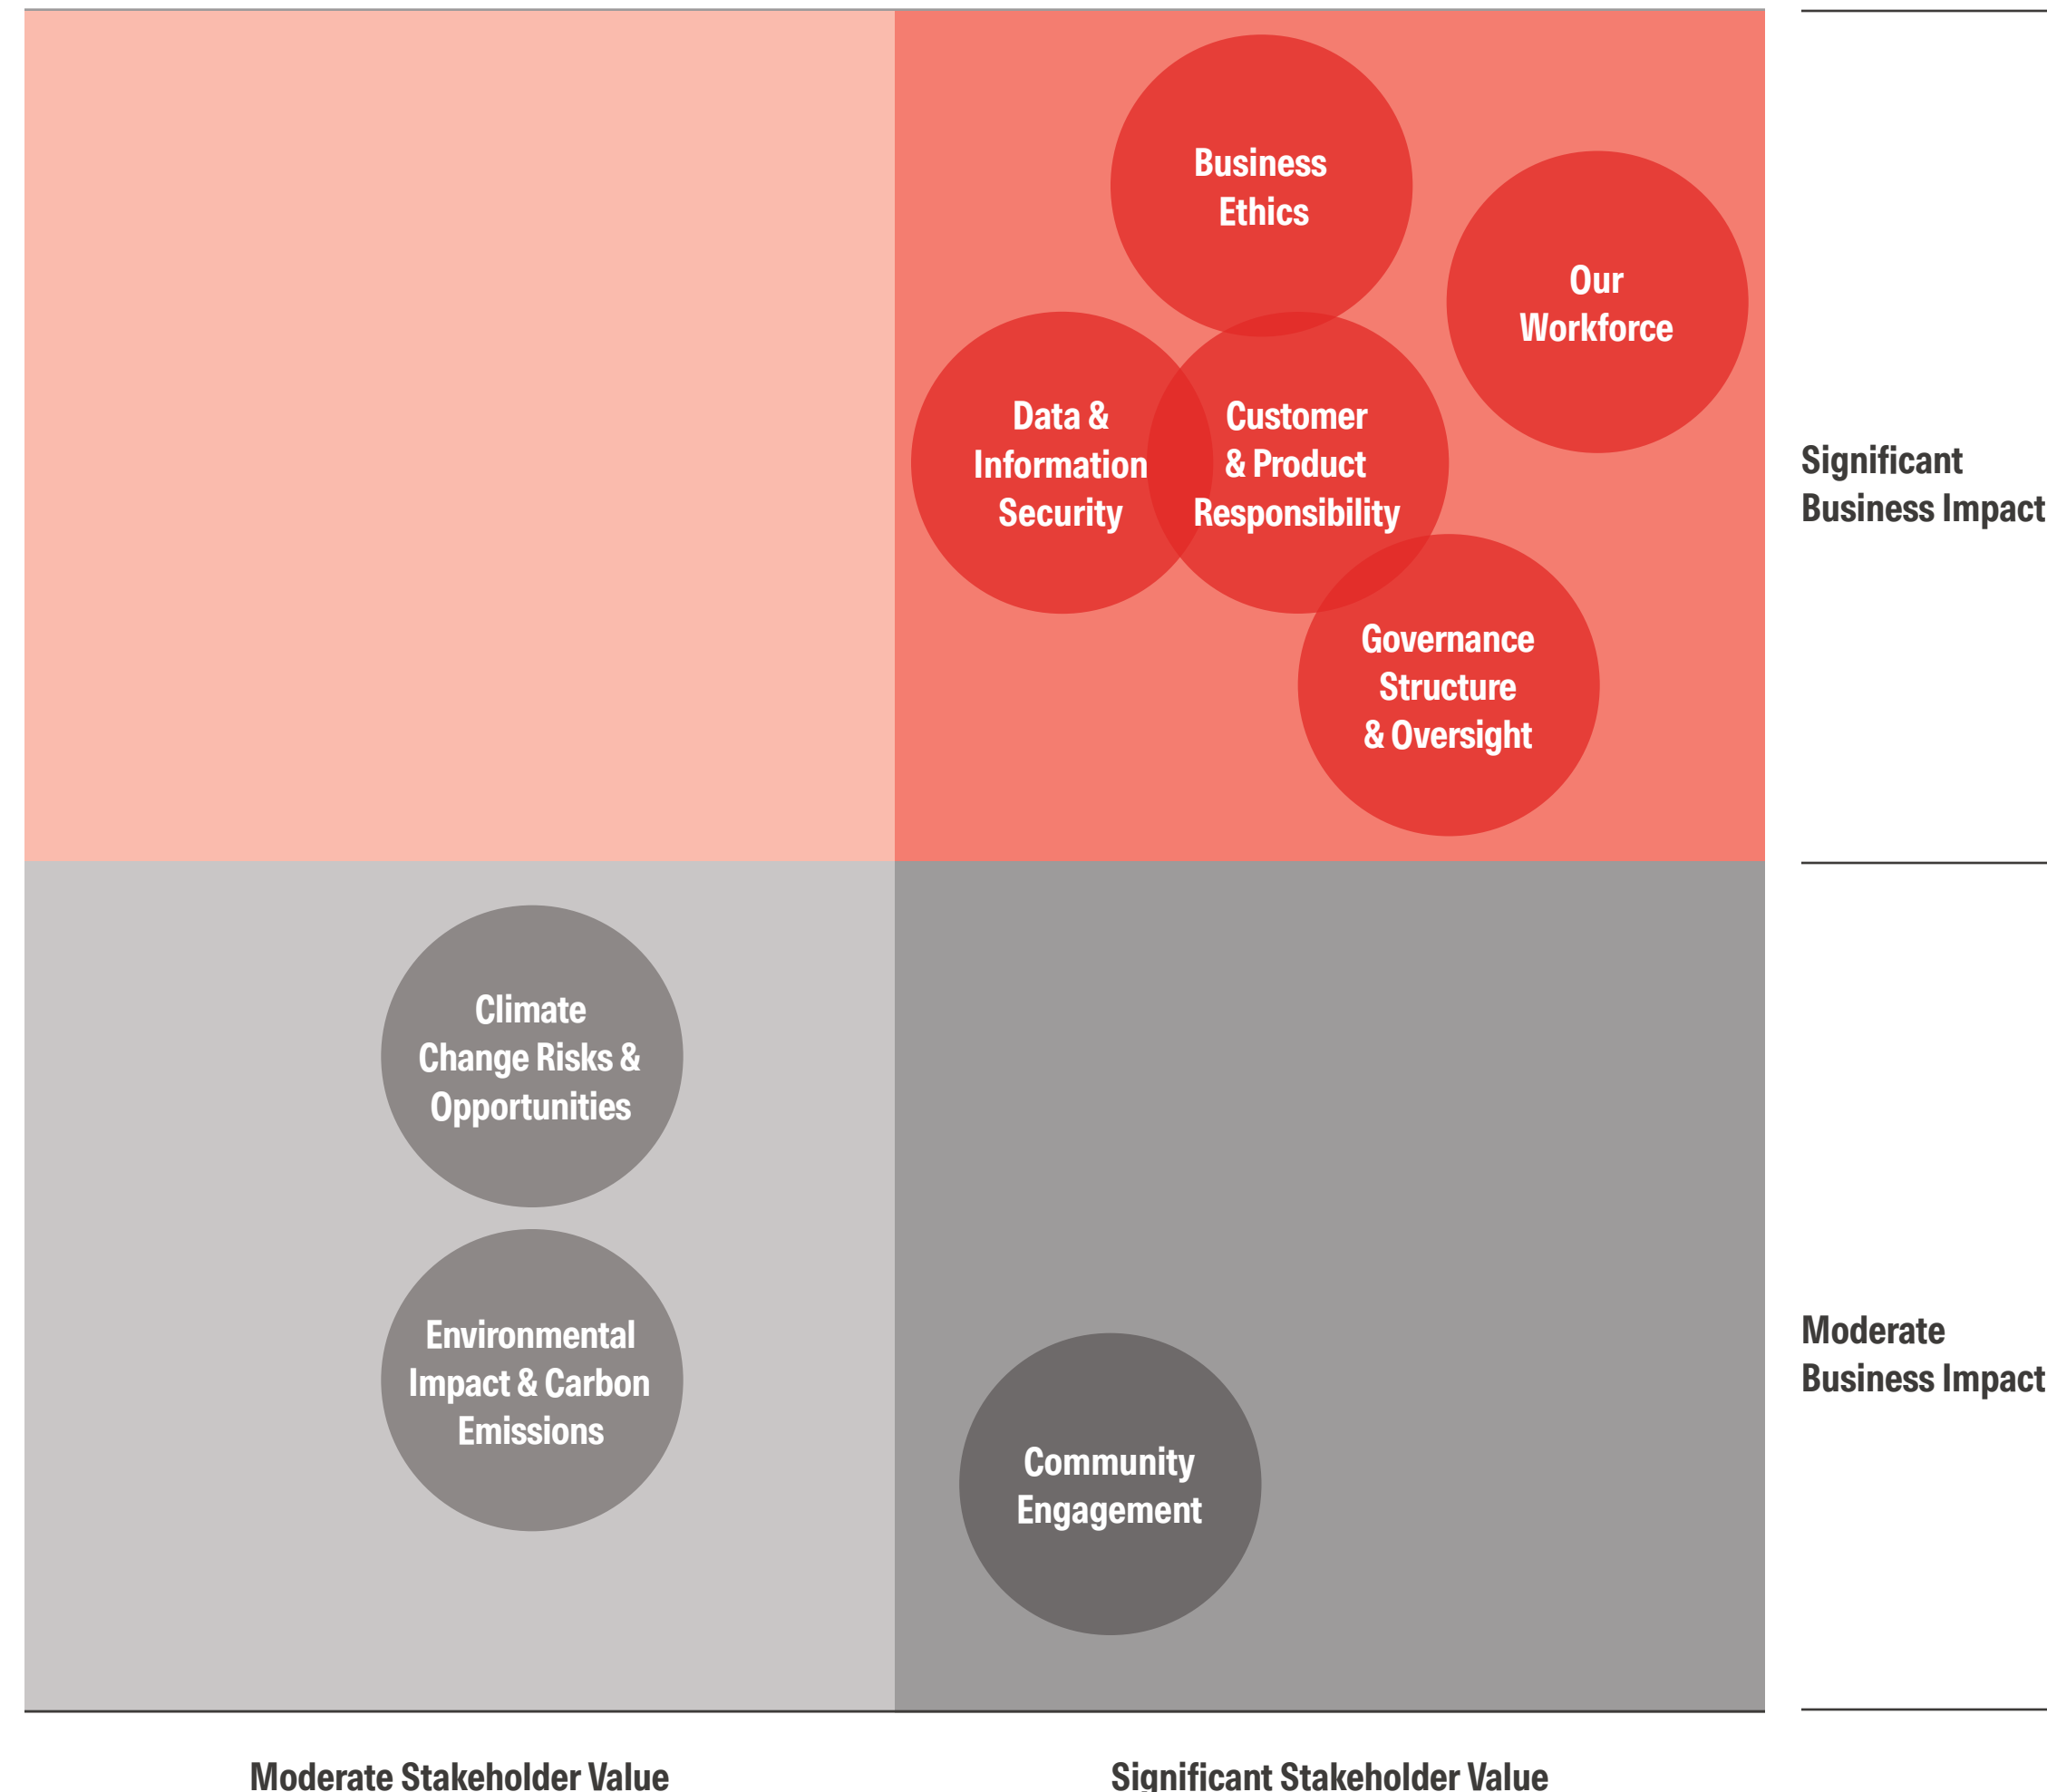 Business
Ethics
Our
Workforce
Data &
Information
Security
Customer
& Product
Responsibility
Significant
Business Impact
Governance
Structure
& Oversight
Climate
Change Risks &
Opportunities
Environmental
Impact & Carbon
Emissions
Moderate
Business Impact
Community
Engagement
Moderate Stakeholder Value
Significant Stakeholder Value